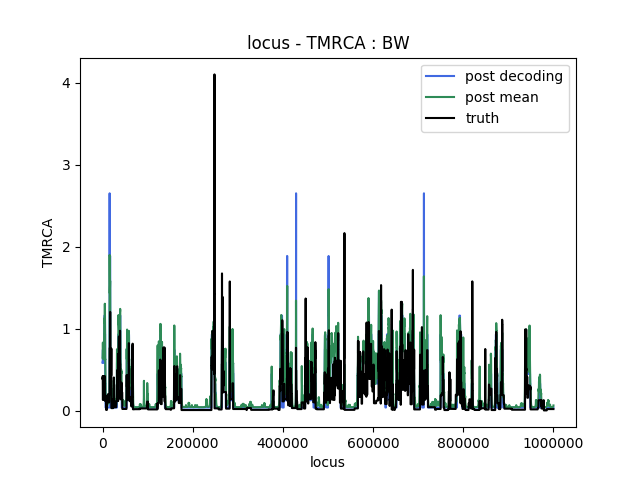 locus - TMRCA : BW
post decoding
post mean
truth
TMRCA
4
3
2
1
0
0 200000 400000 600000 800000 1000000
locus